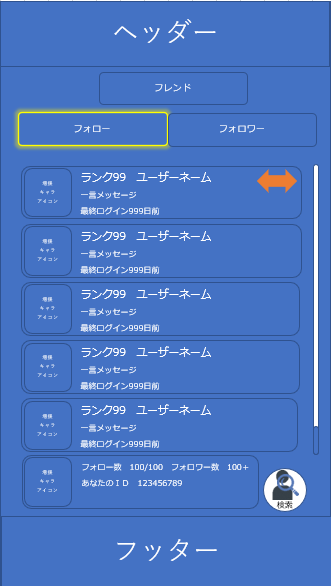 ヘッダー
フレンド
フォロー
フォロワー
ランク99　ユーザーネーム
一言メッセージ
最終ログイン999日前
キャラ
アイコン
ランク99　ユーザーネーム
一言メッセージ
最終ログイン999日前
キャラ
アイコン
ランク99　ユーザーネーム
一言メッセージ
最終ログイン999日前
キャラ
アイコン
ランク99　ユーザーネーム
一言メッセージ
最終ログイン999日前
キャラ
アイコン
ランク99　ユーザーネーム
一言メッセージ
最終ログイン999日前
キャラ
アイコン
フォロー数　100/100　フォロワー数　100＋
あなたのＩＤ　123456789
キャラ
アイコン
検索
フッター